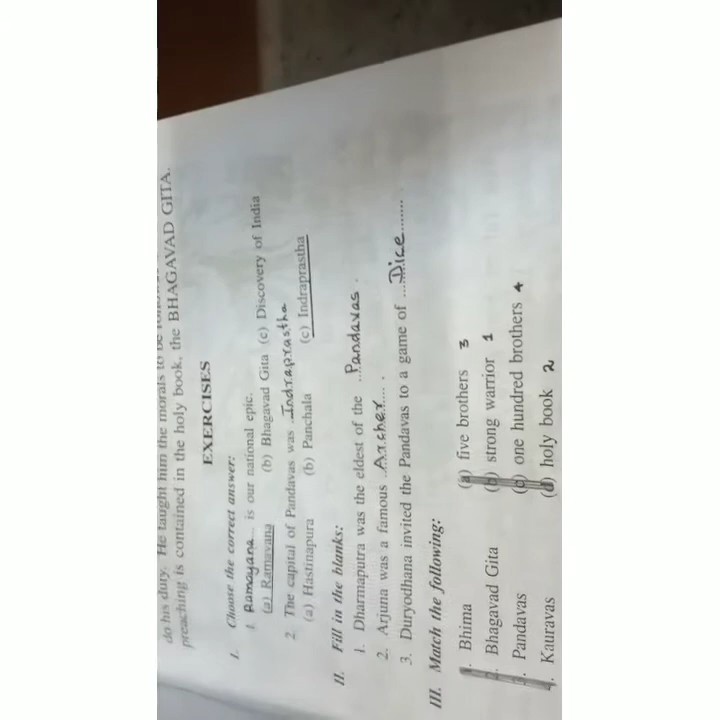 do his duty. He taught him the morals to be
preaching is contained in the holy book, the BHAGAVAD GITA.
EXERCISES
I. Choose the correct answer:
1. Ramayana is our national epic.
(a) Ramayana (b) Bhagavad Gita (c) Discovery of India
2. The capital of Pandavas was Indraprastha
(a) Hastinapura (b) Panchala (c) Indraprastha
II. Fill in the blanks:
1. Dharmaputra was the eldest of the ....Pandavas.
2. Arjuna was a famous ..Archer.....
3. Duryodhana invited the Pandavas to a game of ....Dice........
III. Match the following:
1. Bhima (a) five brothers 3
2. Bhagavad Gita (b) strong warrior 1
3. Pandavas (c) one hundred brothers 4
4. Kauravas (d) holy book 2